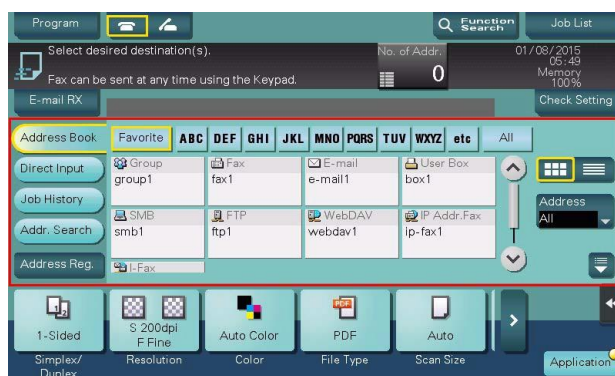 Program
Function Search
Job List
Select desired destination(s).
No. of Addr.
01/08/2015
05:49
Fax can be sent at any time using the Keypad.
0
Memory
100%
E-mail RX
Check Setting
Address Book
Favorite ABC DEF GHI JKL MNO PQRS TUV WXYZ etc All
Direct Input
Group Fax E-mail User Box
group1 fax1 e-mail1 box1
Job History
Address
All
Addr. Search
SMB FTP WebDAV IP Addr.Fax
smb1 ftp1 webdav1 ip-fax1
Address Reg.
I-Fax
1-Sided
S 200dpi
F Fine
Auto Color
PDF
Auto
Simplex/
Duplex
Resolution
Color
File Type
Scan Size
Application